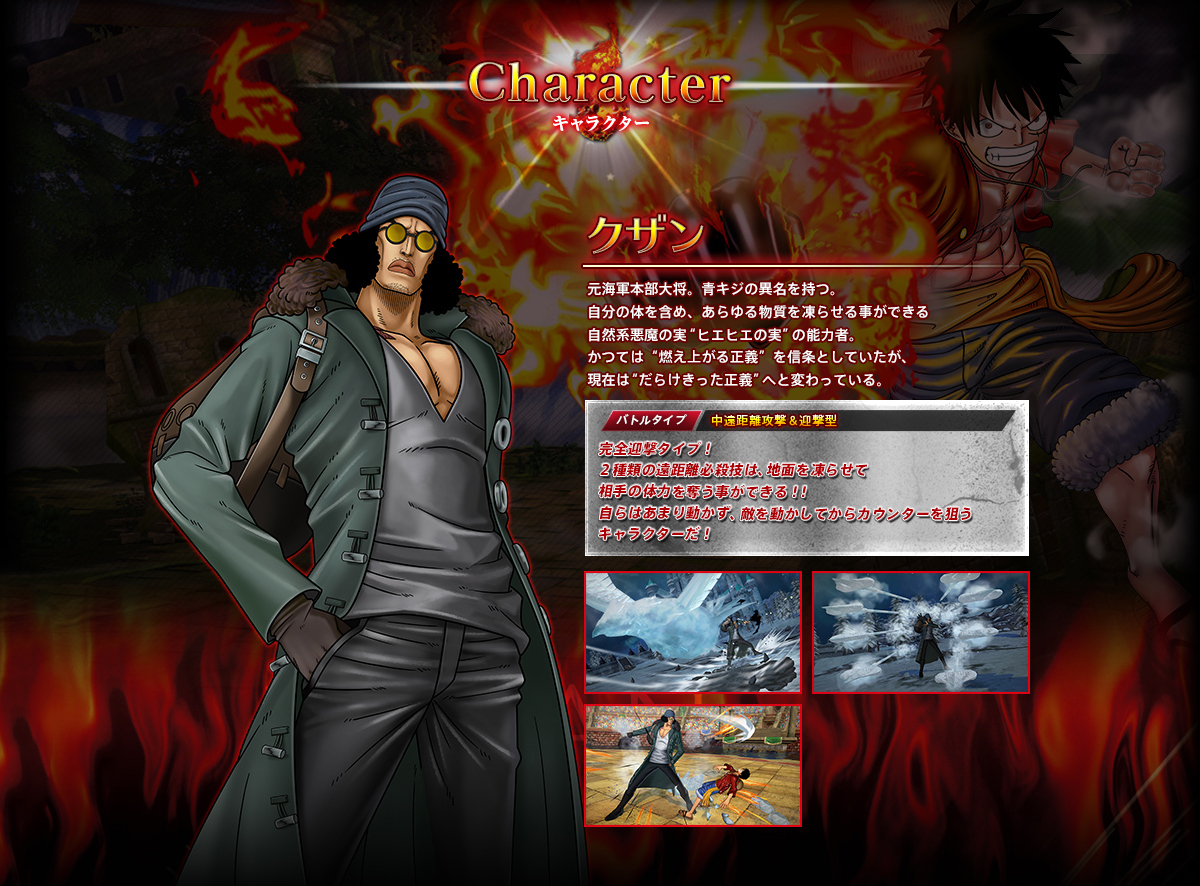 Character
キャラクター
クザン
元海軍本部大将。青キジの異名を持つ。
自分の体を含め、あらゆる物質を凍らせる事ができる
自然系悪魔の実“ヒエヒエの実”の能力者。
かつては “燃え上がる正義” を信条としていたが、
現在は“だらけきった正義”へと変わっている。
バトルタイプ 中遠距離攻撃＆迎撃型
完全迎撃タイプ！
２種類の遠距離必殺技は、地面を凍らせて
相手の体力を奪う事ができる！！
自らはあまり動かず、敵を動かしてからカウンターを狙う
キャラクターだ！